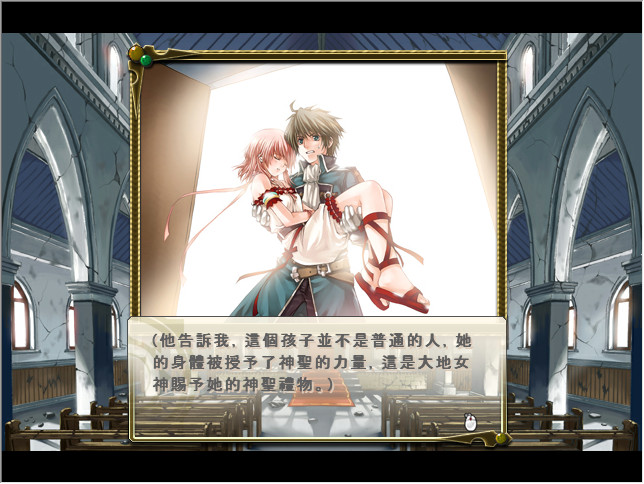 (他告訴我, 這個孩子並不是普通的人, 她
的身體被授予了神聖的力量, 這是大地女
神賜予她的神聖禮物。)